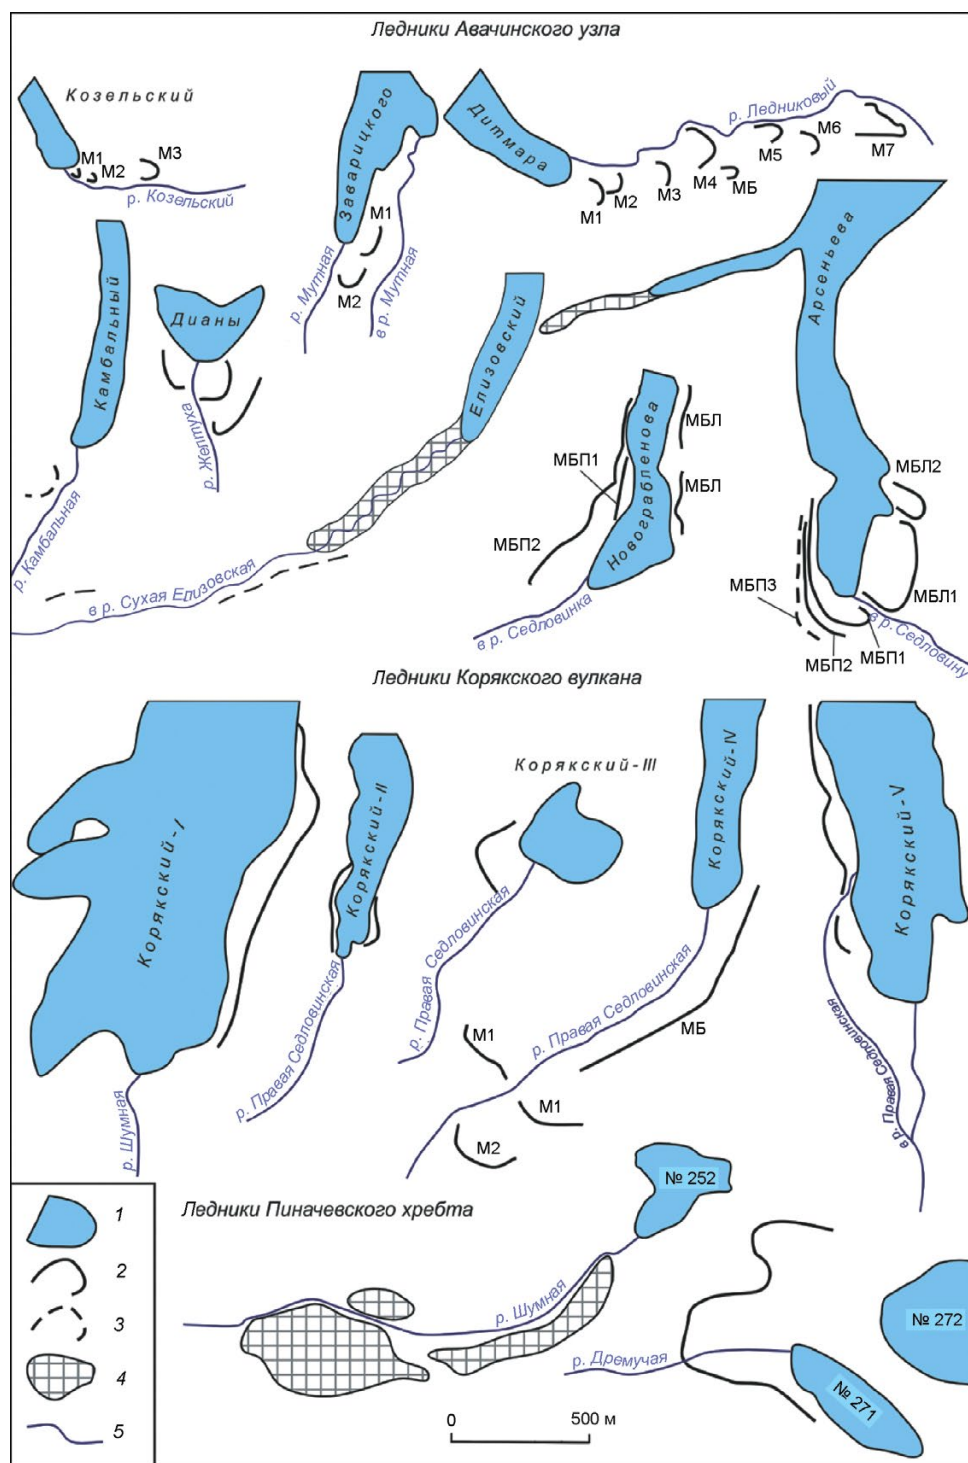 Ледники Авачинского узла
Козельский
М1
М2
М3
р. Козельский
Заварицкого
М1
М2
р. Мутная
в р. Мутная
Дитмара
р. Ледниковый
М1
М2
М3
М4
МБ
М5
М6
М7
Камбальный
р. Камбальная
Дианы
р. Желтуха
Елизовский
в р. Сухая Елизовская
Новограбленова
МБЛ
МБЛ
МБП1
МБП2
в р. Седловинка
Арсеньева
МБЛ2
МБЛ1
МБП3
МБП2
МБП1
в р. Седловину
Ледники Корякского вулкана
Корякский-I
р. Шумная
Корякский-II
р. Правая Седловинская
Корякский-III
р. Правая Седловинская
Корякский-IV
р. Правая Седловинская
МБ
М1
М1
М2
Корякский-V
в р. Правая Седловинская
Ледники Пиначевского хребта
№ 252
р. Шумная
№ 272
р. Дремучая
№ 271
1
2
3
4
5
0 500 м